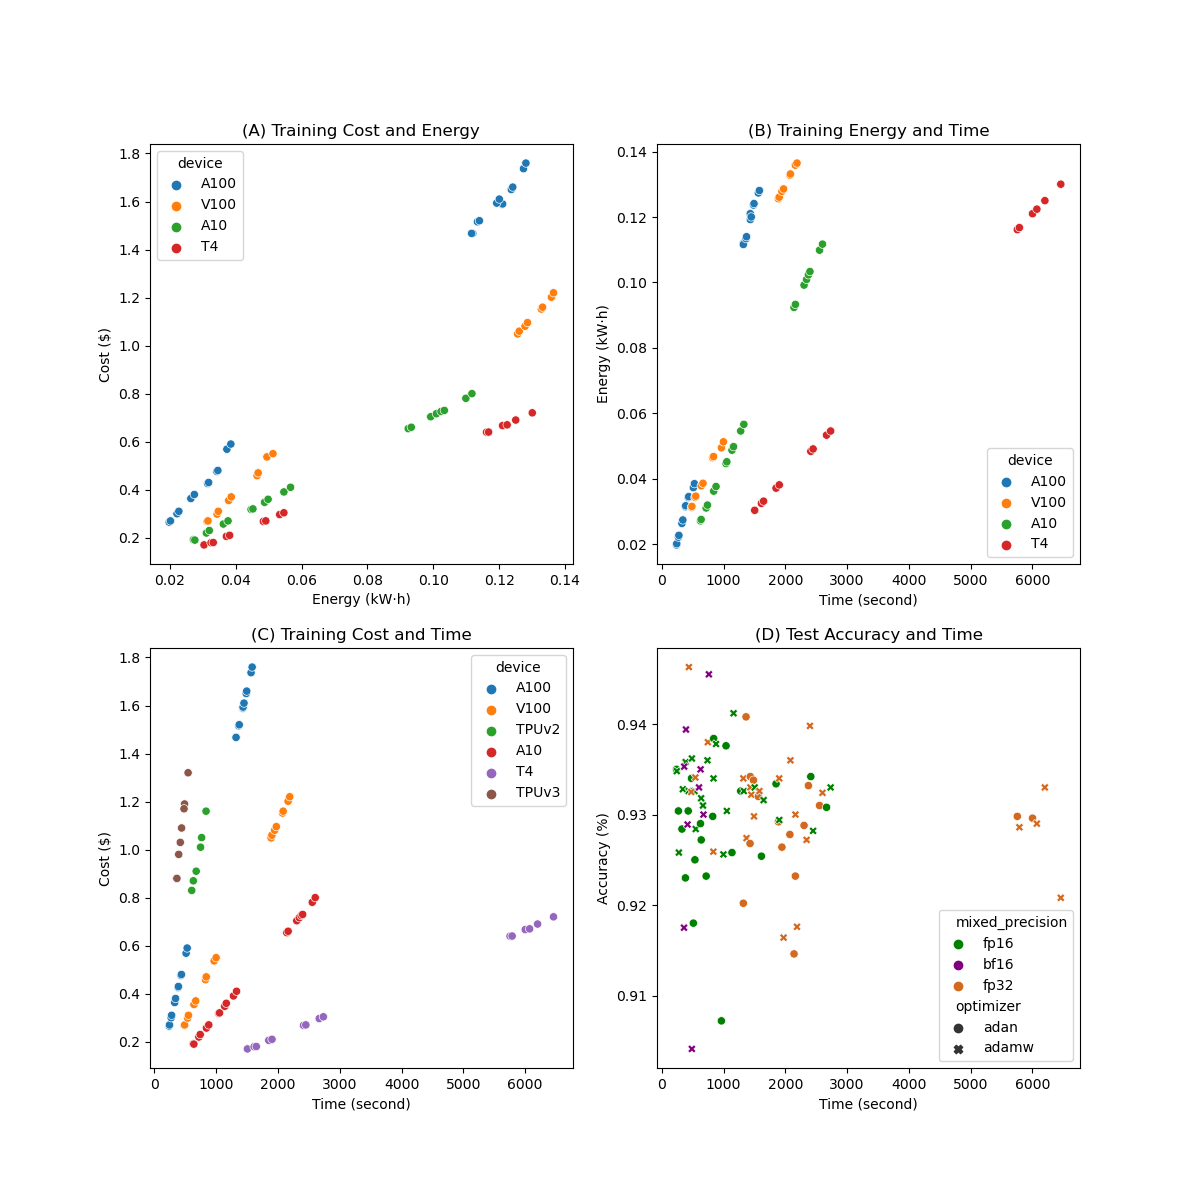 (A) Training Cost and Energy
1.8
1.6
1.4
1.2
1.0
0.8
0.6
0.4
0.2
Cost ($)
device
A100
V100
A10
T4
0.02 0.04 0.06 0.08 0.10 0.12 0.14
Energy (kW·h)
(B) Training Energy and Time
0.14
0.12
0.10
0.08
0.06
0.04
0.02
Energy (kW·h)
device
A100
V100
A10
T4
0 1000 2000 3000 4000 5000 6000
Time (second)
(C) Training Cost and Time
1.8
1.6
1.4
1.2
1.0
0.8
0.6
0.4
0.2
Cost ($)
device
A100
V100
TPUv2
A10
T4
TPUv3
0 1000 2000 3000 4000 5000 6000
Time (second)
(D) Test Accuracy and Time
0.94
0.93
0.92
0.91
Accuracy (%)
mixed_precision
fp16
bf16
fp32
optimizer
adan
adamw
0 1000 2000 3000 4000 5000 6000
Time (second)